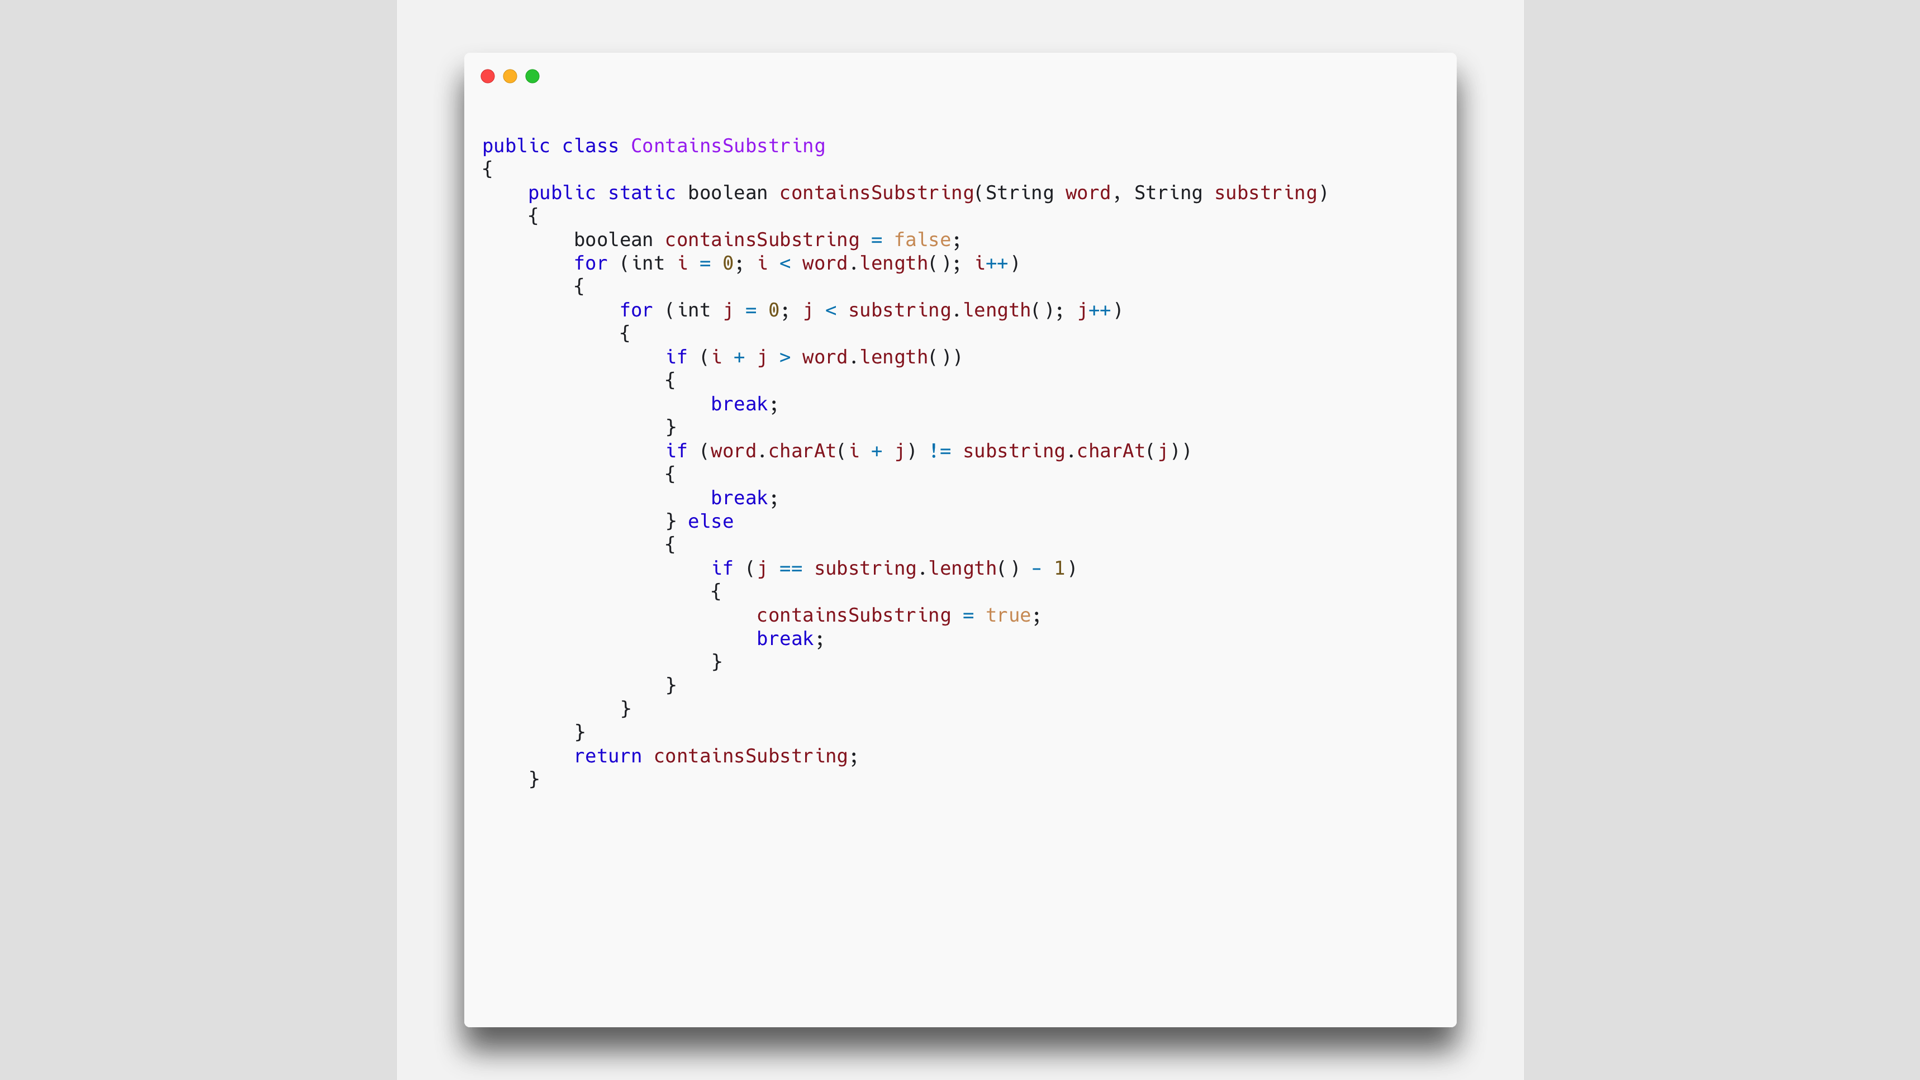 public class ContainsSubstring
{
    public static boolean containsSubstring(String word, String substring)
    {
        boolean containsSubstring = false;
        for (int i = 0; i < word.length(); i++)
        {
            for (int j = 0; j < substring.length(); j++)
            {
                if (i + j > word.length())
                {
                    break;
                }
                if (word.charAt(i + j) != substring.charAt(j))
                {
                    break;
                } else
                {
                    if (j == substring.length() - 1)
                    {
                        containsSubstring = true;
                        break;
                    }
                }
            }
        }
        return containsSubstring;
    }